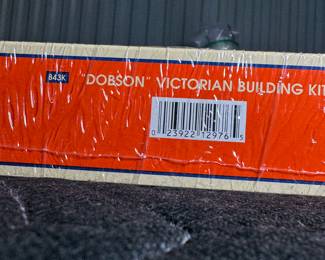 843K "DOBSON" VICTORIAN BUILDING KIT
0 23922 12976 5